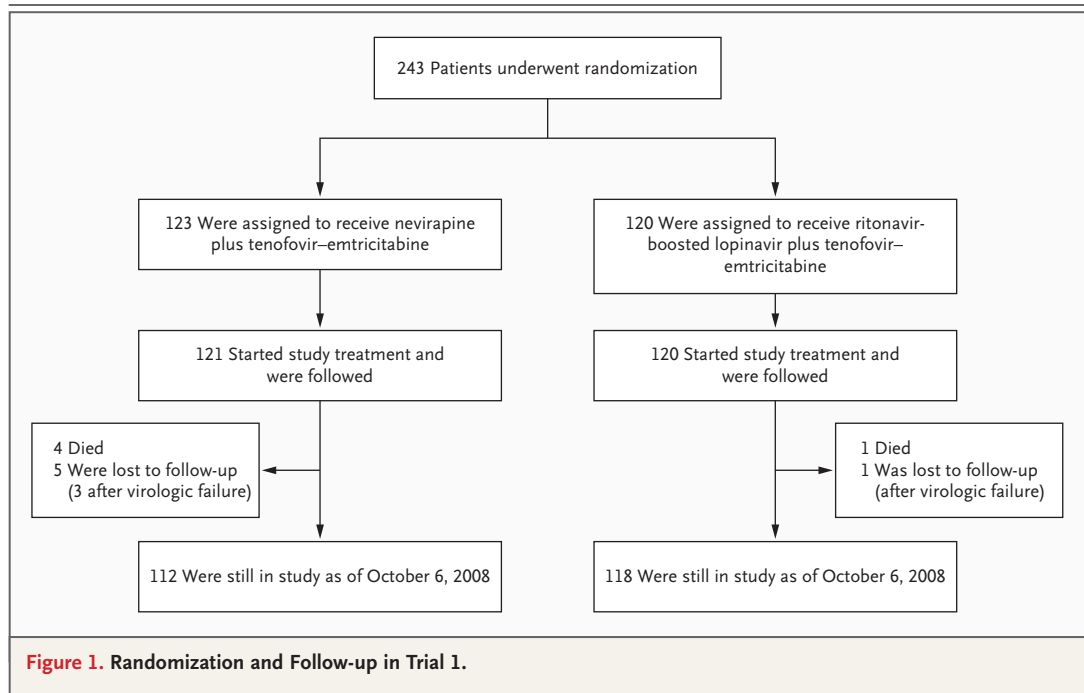 243 Patients underwent randomization
123 Were assigned to receive nevirapine
plus tenofovir–emtricitabine
120 Were assigned to receive ritonavir-
boosted lopinavir plus tenofovir–
emtricitabine
121 Started study treatment and
were followed
120 Started study treatment and
were followed
4 Died
5 Were lost to follow-up
(3 after virologic failure)
1 Died
1 Was lost to follow-up
(after virologic failure)
112 Were still in study as of October 6, 2008
118 Were still in study as of October 6, 2008
Figure 1. Randomization and Follow-up in Trial 1.